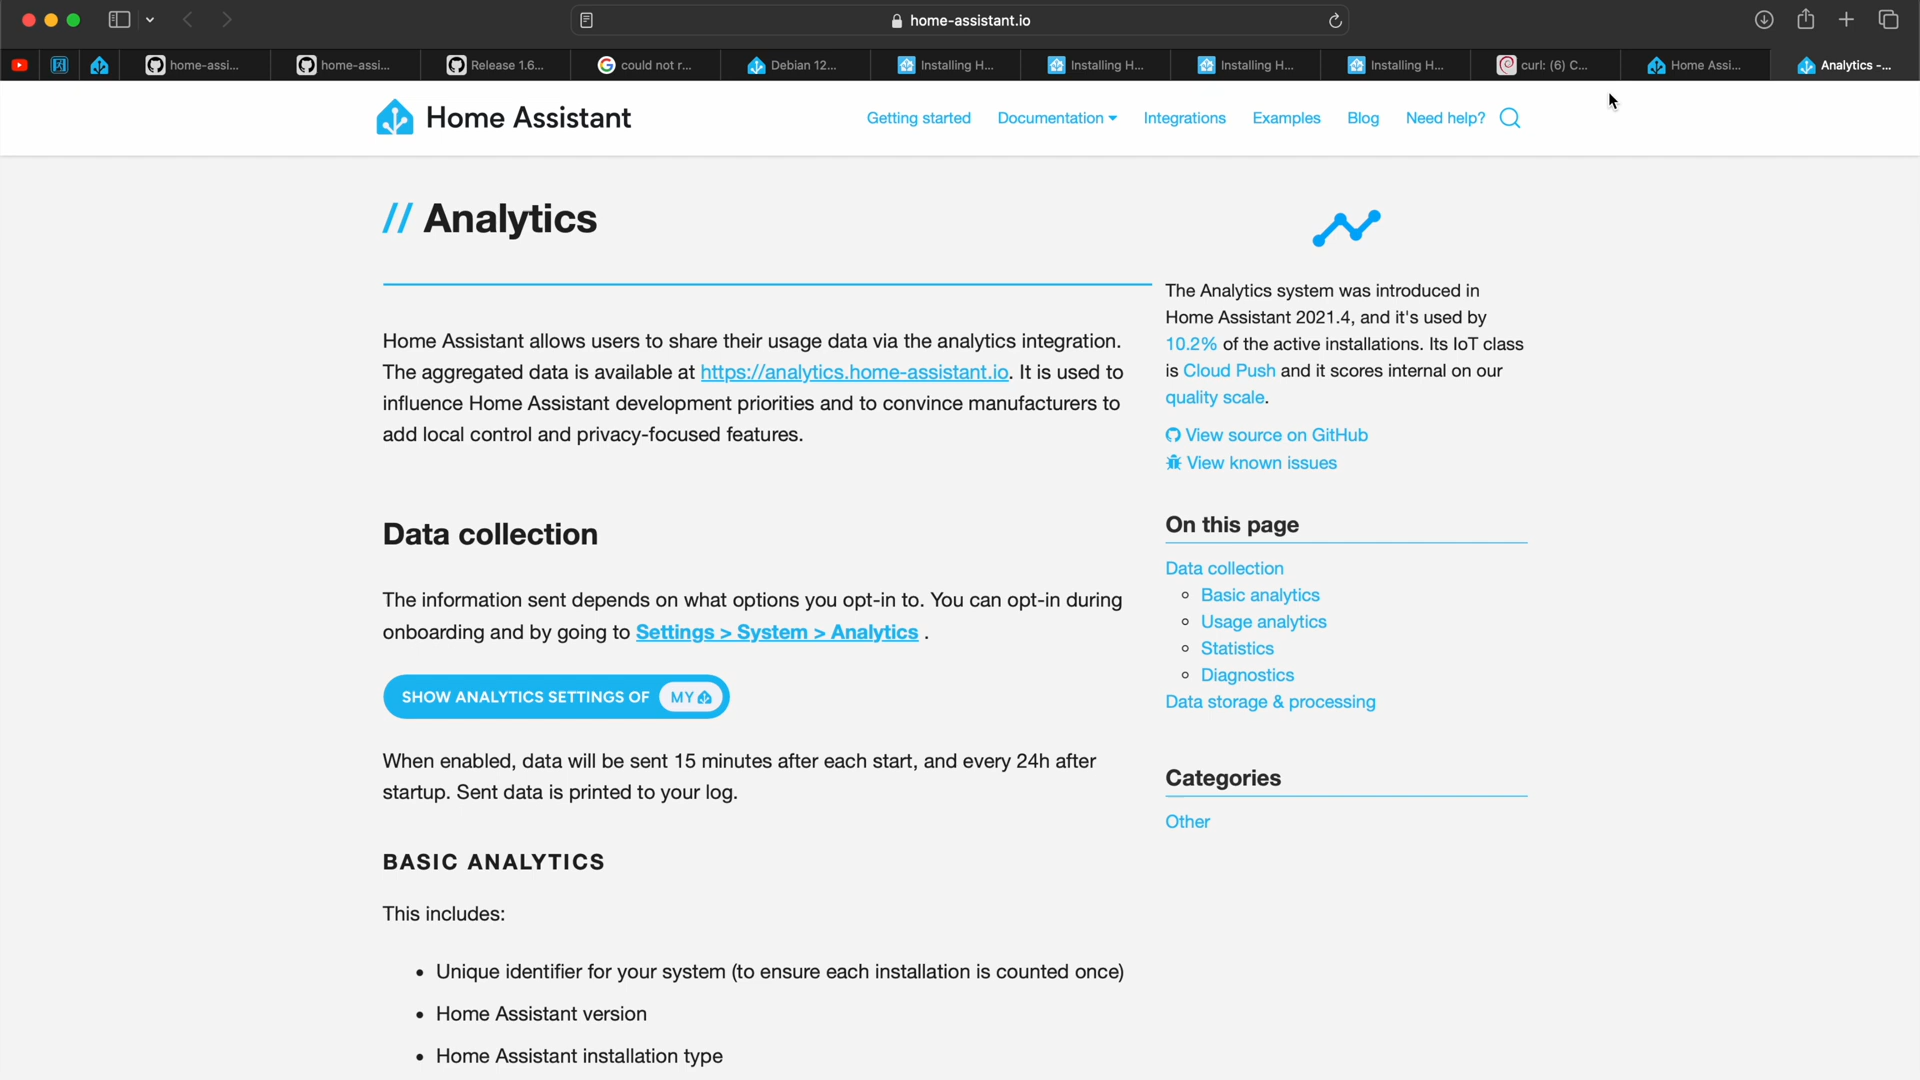 home-assistant.io
home-assi...
home-assi...
Release 1.6...
could not r...
Debian 12...
Installing H...
Installing H...
Installing H...
Installing H...
curl: (6) C...
Home Assi...
Analytics -...
Home Assistant
Getting started
Documentation
Integrations
Examples
Blog
Need help?
// Analytics
Home Assistant allows users to share their usage data via the analytics integration.
The aggregated data is available at https://analytics.home-assistant.io. It is used to
influence Home Assistant development priorities and to convince manufacturers to
add local control and privacy-focused features.
Data collection
The information sent depends on what options you opt-in to. You can opt-in during
onboarding and by going to Settings > System > Analytics .
SHOW ANALYTICS SETTINGS OF MY
When enabled, data will be sent 15 minutes after each start, and every 24h after
startup. Sent data is printed to your log.
BASIC ANALYTICS
This includes:
• Unique identifier for your system (to ensure each installation is counted once)
• Home Assistant version
• Home Assistant installation type
The Analytics system was introduced in
Home Assistant 2021.4, and it's used by
10.2% of the active installations. Its IoT class
is Cloud Push and it scores internal on our
quality scale.
View source on GitHub
View known issues
On this page
Data collection
Basic analytics
Usage analytics
Statistics
Diagnostics
Data storage & processing
Categories
Other